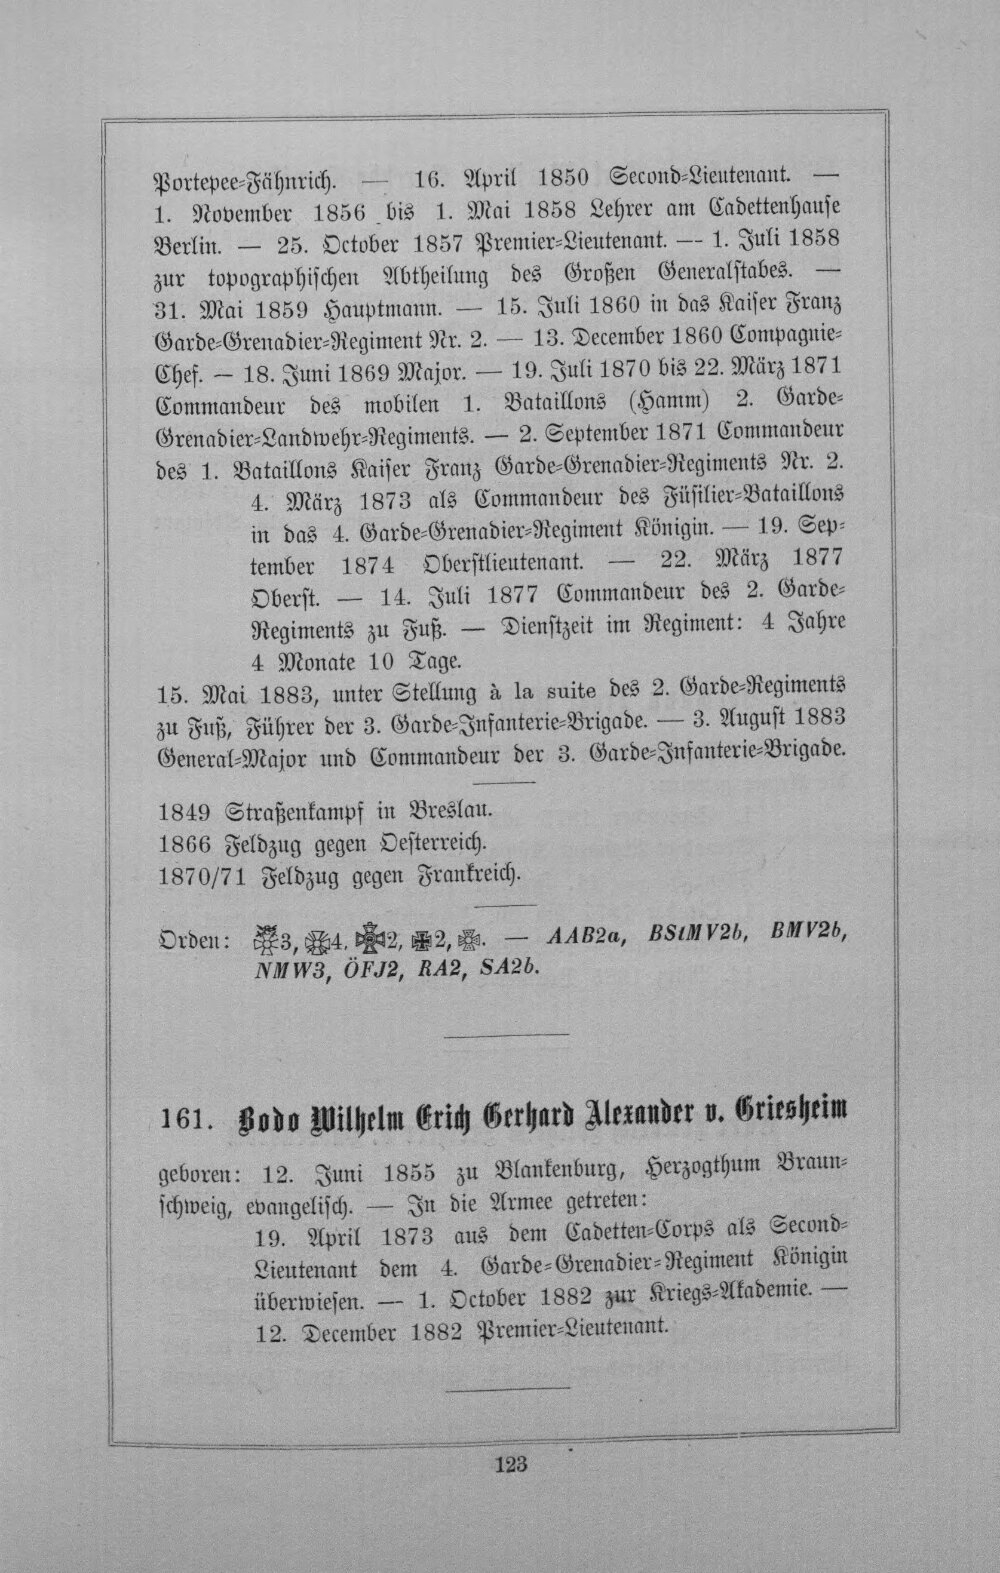 Portepee-Fähnrich. — 16. April 1850 Second-Lieutenant. —
1. November 1856 bis 1. Mai 1858 Lehrer am Cadettenhause
Berlin. — 25. October 1857 Premier-Lieutenant. — 1. Juli 1858
zur topographischen Abtheilung des Großen Generalstabes. —
31. Mai 1859 Hauptmann. — 15. Juli 1860 in das Kaiser Franz
Garde-Grenadier-Regiment Nr. 2. — 13. December 1860 Compagnie-
Chef. — 18. Juni 1869 Major. — 19. Juli 1870 bis 22. März 1871
Commandeur des mobilen 1. Bataillons (Hamm) 2. Garde-
Grenadier-Landwehr-Regiments. — 2. September 1871 Commandeur
des 1. Bataillons Kaiser Franz Garde-Grenadier-Regiments Nr. 2.
4. März 1873 als Commandeur des Füsilier-Bataillons
in das 4. Garde-Grenadier-Regiment Königin. — 19. Sep-
tember 1874 Oberstlieutenant. — 22. März 1877
Oberst. — 14. Juli 1877 Commandeur des 2. Garde-
Regiments zu Fuß. — Dienstzeit im Regiment: 4 Jahre
4 Monate 10 Tage.
15. Mai 1883, unter Stellung à la suite des 2. Garde-Regiments
zu Fuß, Führer der 3. Garde-Infanterie-Brigade. — 3. August 1883
General-Major und Commandeur der 3. Garde-Infanterie-Brigade.
1849 Straßenkampf in Breslau.
1866 Feldzug gegen Oesterreich.
1870/71 Feldzug gegen Frankreich.
Orden: 3, 4, 2, 2, . — AAB2a, BStMV2b, BMV2b,
NMW3, ÖFJ2, RA2, SA2b.
161. Bodo Wilhelm Erich Gerhard Alexander v. Griesheim
geboren: 12. Juni 1855 zu Blankenburg, Herzogthum Braun-
schweig, evangelisch. — In die Armee getreten:
19. April 1873 aus dem Cadetten-Corps als Second-
Lieutenant dem 4. Garde-Grenadier-Regiment Königin
überwiesen. — 1. October 1882 zur Kriegs-Akademie. —
12. December 1882 Premier-Lieutenant.
123